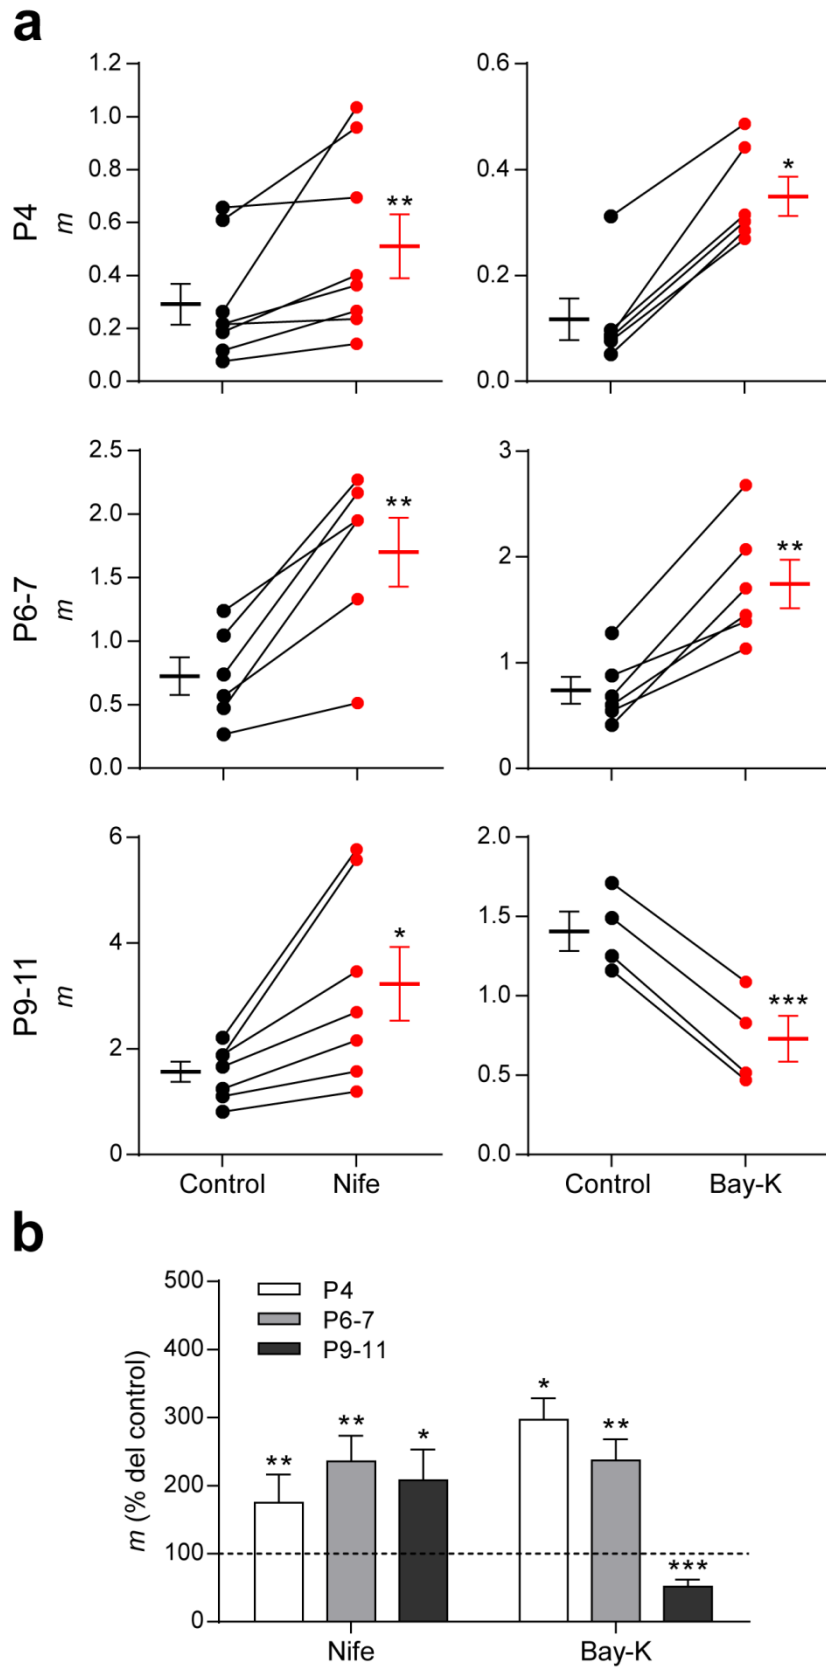 a
P4
m
1.2
1.0
0.8
0.6
0.4
0.2
0.0
**
0.6
0.4
0.2
0.0
*
P6-7
m
2.5
2.0
1.5
1.0
0.5
0.0
**
3
2
1
0
**
P9-11
m
6
4
2
0
*
Control Nife
2.0
1.5
1.0
0.5
0.0
***
Control Bay-K
b
m (% del control)
500
400
300
200
100
0
P4
P6-7
P9-11
** ** *
* ** ***
Nife Bay-K